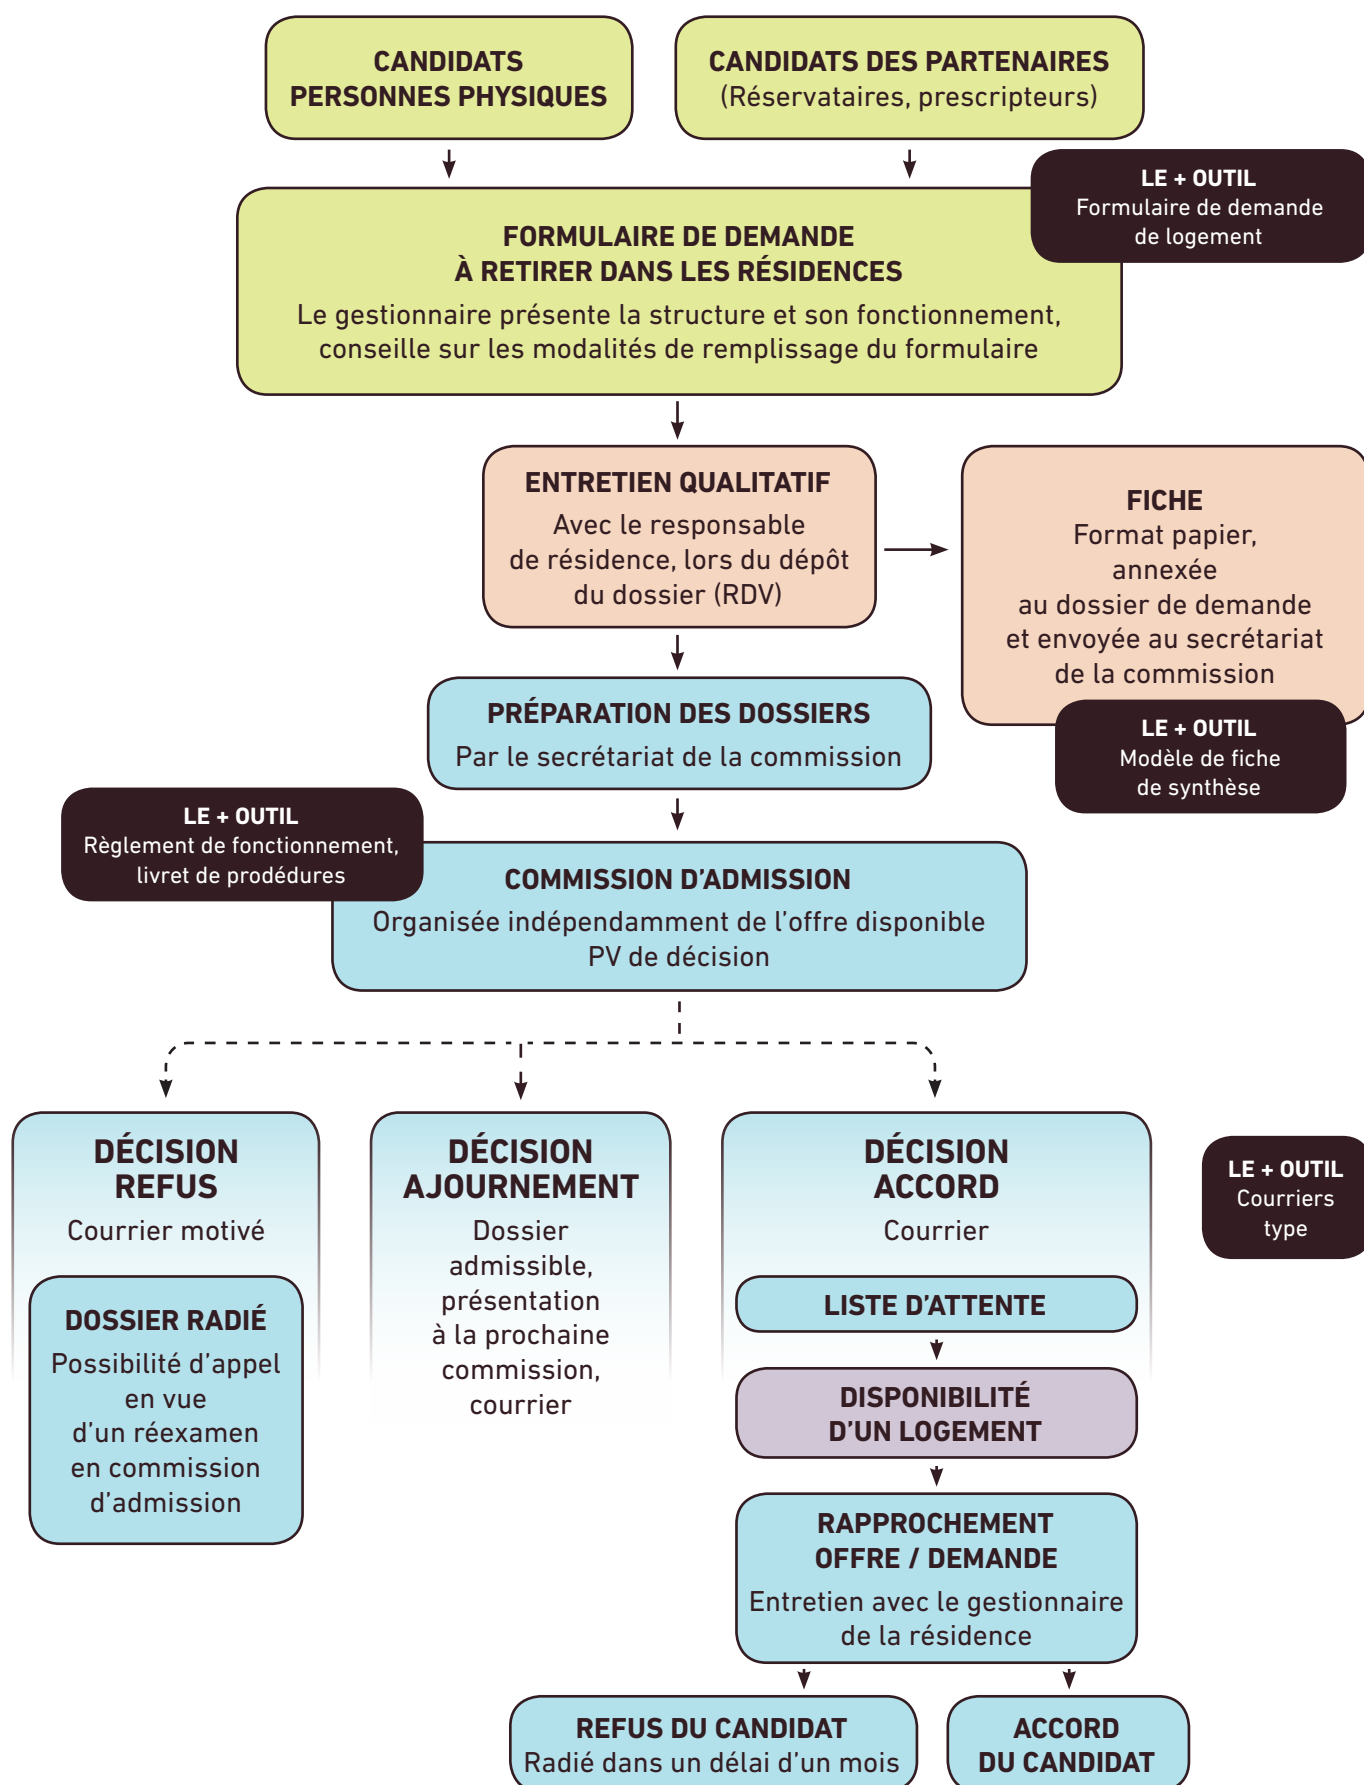 CANDIDATS
PERSONNES PHYSIQUES
CANDIDATS DES PARTENAIRES
(Réservataires, prescripteurs)
LE + OUTIL
Formulaire de demande
de logement
FORMULAIRE DE DEMANDE
À RETIRER DANS LES RÉSIDENCES
Le gestionnaire présente la structure et son fonctionnement,
conseille sur les modalités de remplissage du formulaire
ENTRETIEN QUALITATIF
Avec le responsable
de résidence, lors du dépôt
du dossier (RDV)
FICHE
Format papier,
annexée
au dossier de demande
et envoyée au secrétariat
de la commission
LE + OUTIL
Modèle de fiche
de synthèse
PRÉPARATION DES DOSSIERS
Par le secrétariat de la commission
LE + OUTIL
Règlement de fonctionnement,
livret de prodédures
COMMISSION D'ADMISSION
Organisée indépendamment de l'offre disponible
PV de décision
DÉCISION
REFUS
Courrier motivé
DOSSIER RADIÉ
Possibilité d'appel
en vue
d'un réexamen
en commission
d'admission
DÉCISION
AJOURNEMENT
Dossier
admissible,
présentation
à la prochaine
commission,
courrier
DÉCISION
ACCORD
Courrier
LISTE D'ATTENTE
DISPONIBILITÉ
D'UN LOGEMENT
RAPPROCHEMENT
OFFRE / DEMANDE
Entretien avec le gestionnaire
de la résidence
REFUS DU CANDIDAT
Radié dans un délai d'un mois
ACCORD
DU CANDIDAT
LE + OUTIL
Courriers
type